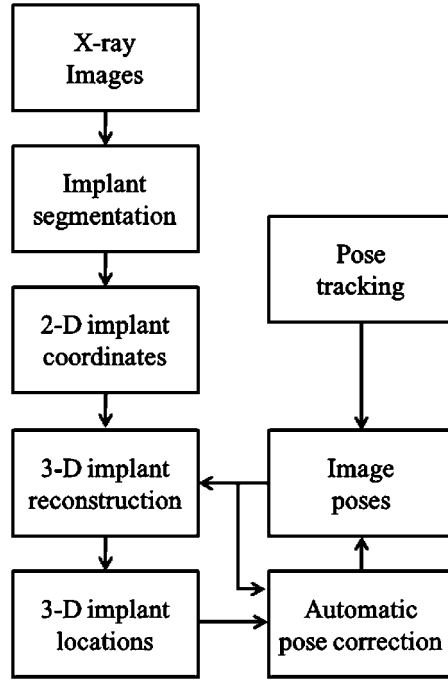 X-ray
Images
Implant
segmentation
Pose
tracking
2-D implant
coordinates
3-D implant
reconstruction
Image
poses
3-D implant
locations
Automatic
pose correction